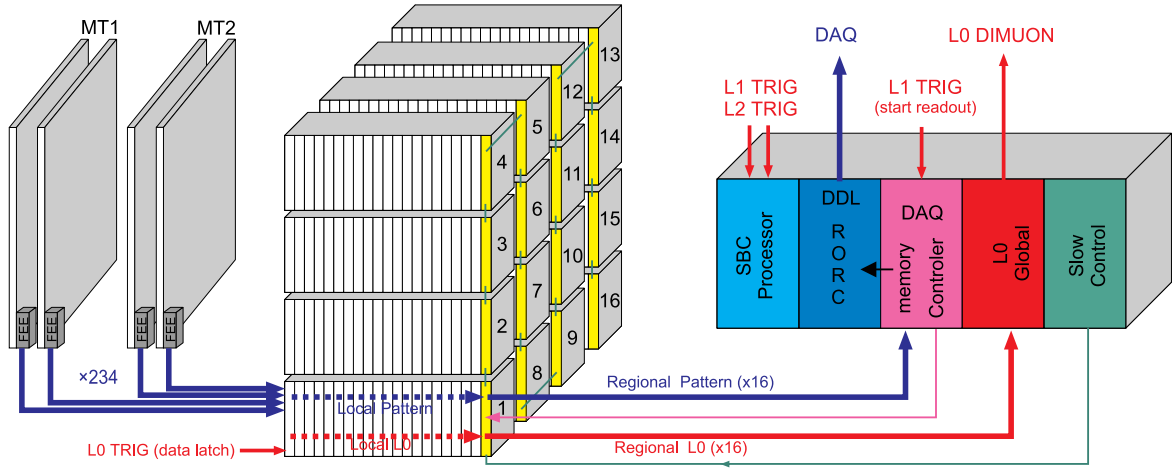 MT1
MT2
FEE
FEE
FEE
FEE
×234
L0 TRIG (data latch)
4
3
2
1
5
6
7
8
12
11
10
9
13
14
15
16
Local Pattern
Local L0
Regional Pattern (x16)
Regional L0 (x16)
DAQ
L0 DIMUON
L1 TRIG
L2 TRIG
L1 TRIG
(start readout)
SBC
Processor
DDL
R
O
R
C
DAQ
memory
Controler
L0
Global
Slow
Control